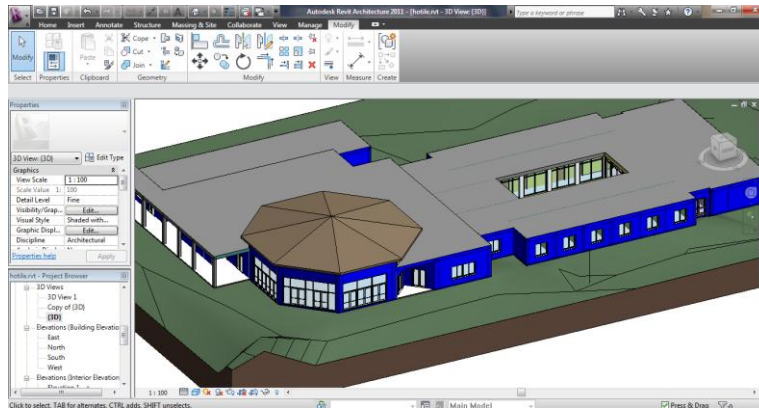 Autodesk Revit Architecture 2011 - [hotile.rvt - 3D View: {3D}]
Type a keyword or phrase
Home Insert Annotate Structure Massing & Site Collaborate View Manage Modify
Modify
Paste
Cope
Cut
Join
Select Properties Clipboard Geometry Modify View Measure Create
Properties
3D View: {3D}
Edit Type
Graphics
View Scale 1:100
Scale Value 1: 100
Detail Level Fine
Visibility/Grap... Edit...
Visual Style Shaded with...
Graphic Displ... Edit...
Discipline Architectural
Properties help Apply
hotile.rvt - Project Browser
3D Views
3D View 1
Copy of {3D}
{3D}
Elevations (Building Elevatio
East
North
South
West
Elevations (Interior Elevation
1 : 100
Click to select, TAB for alternates, CTRL adds, SHIFT unselects.
Main Model
Press & Drag